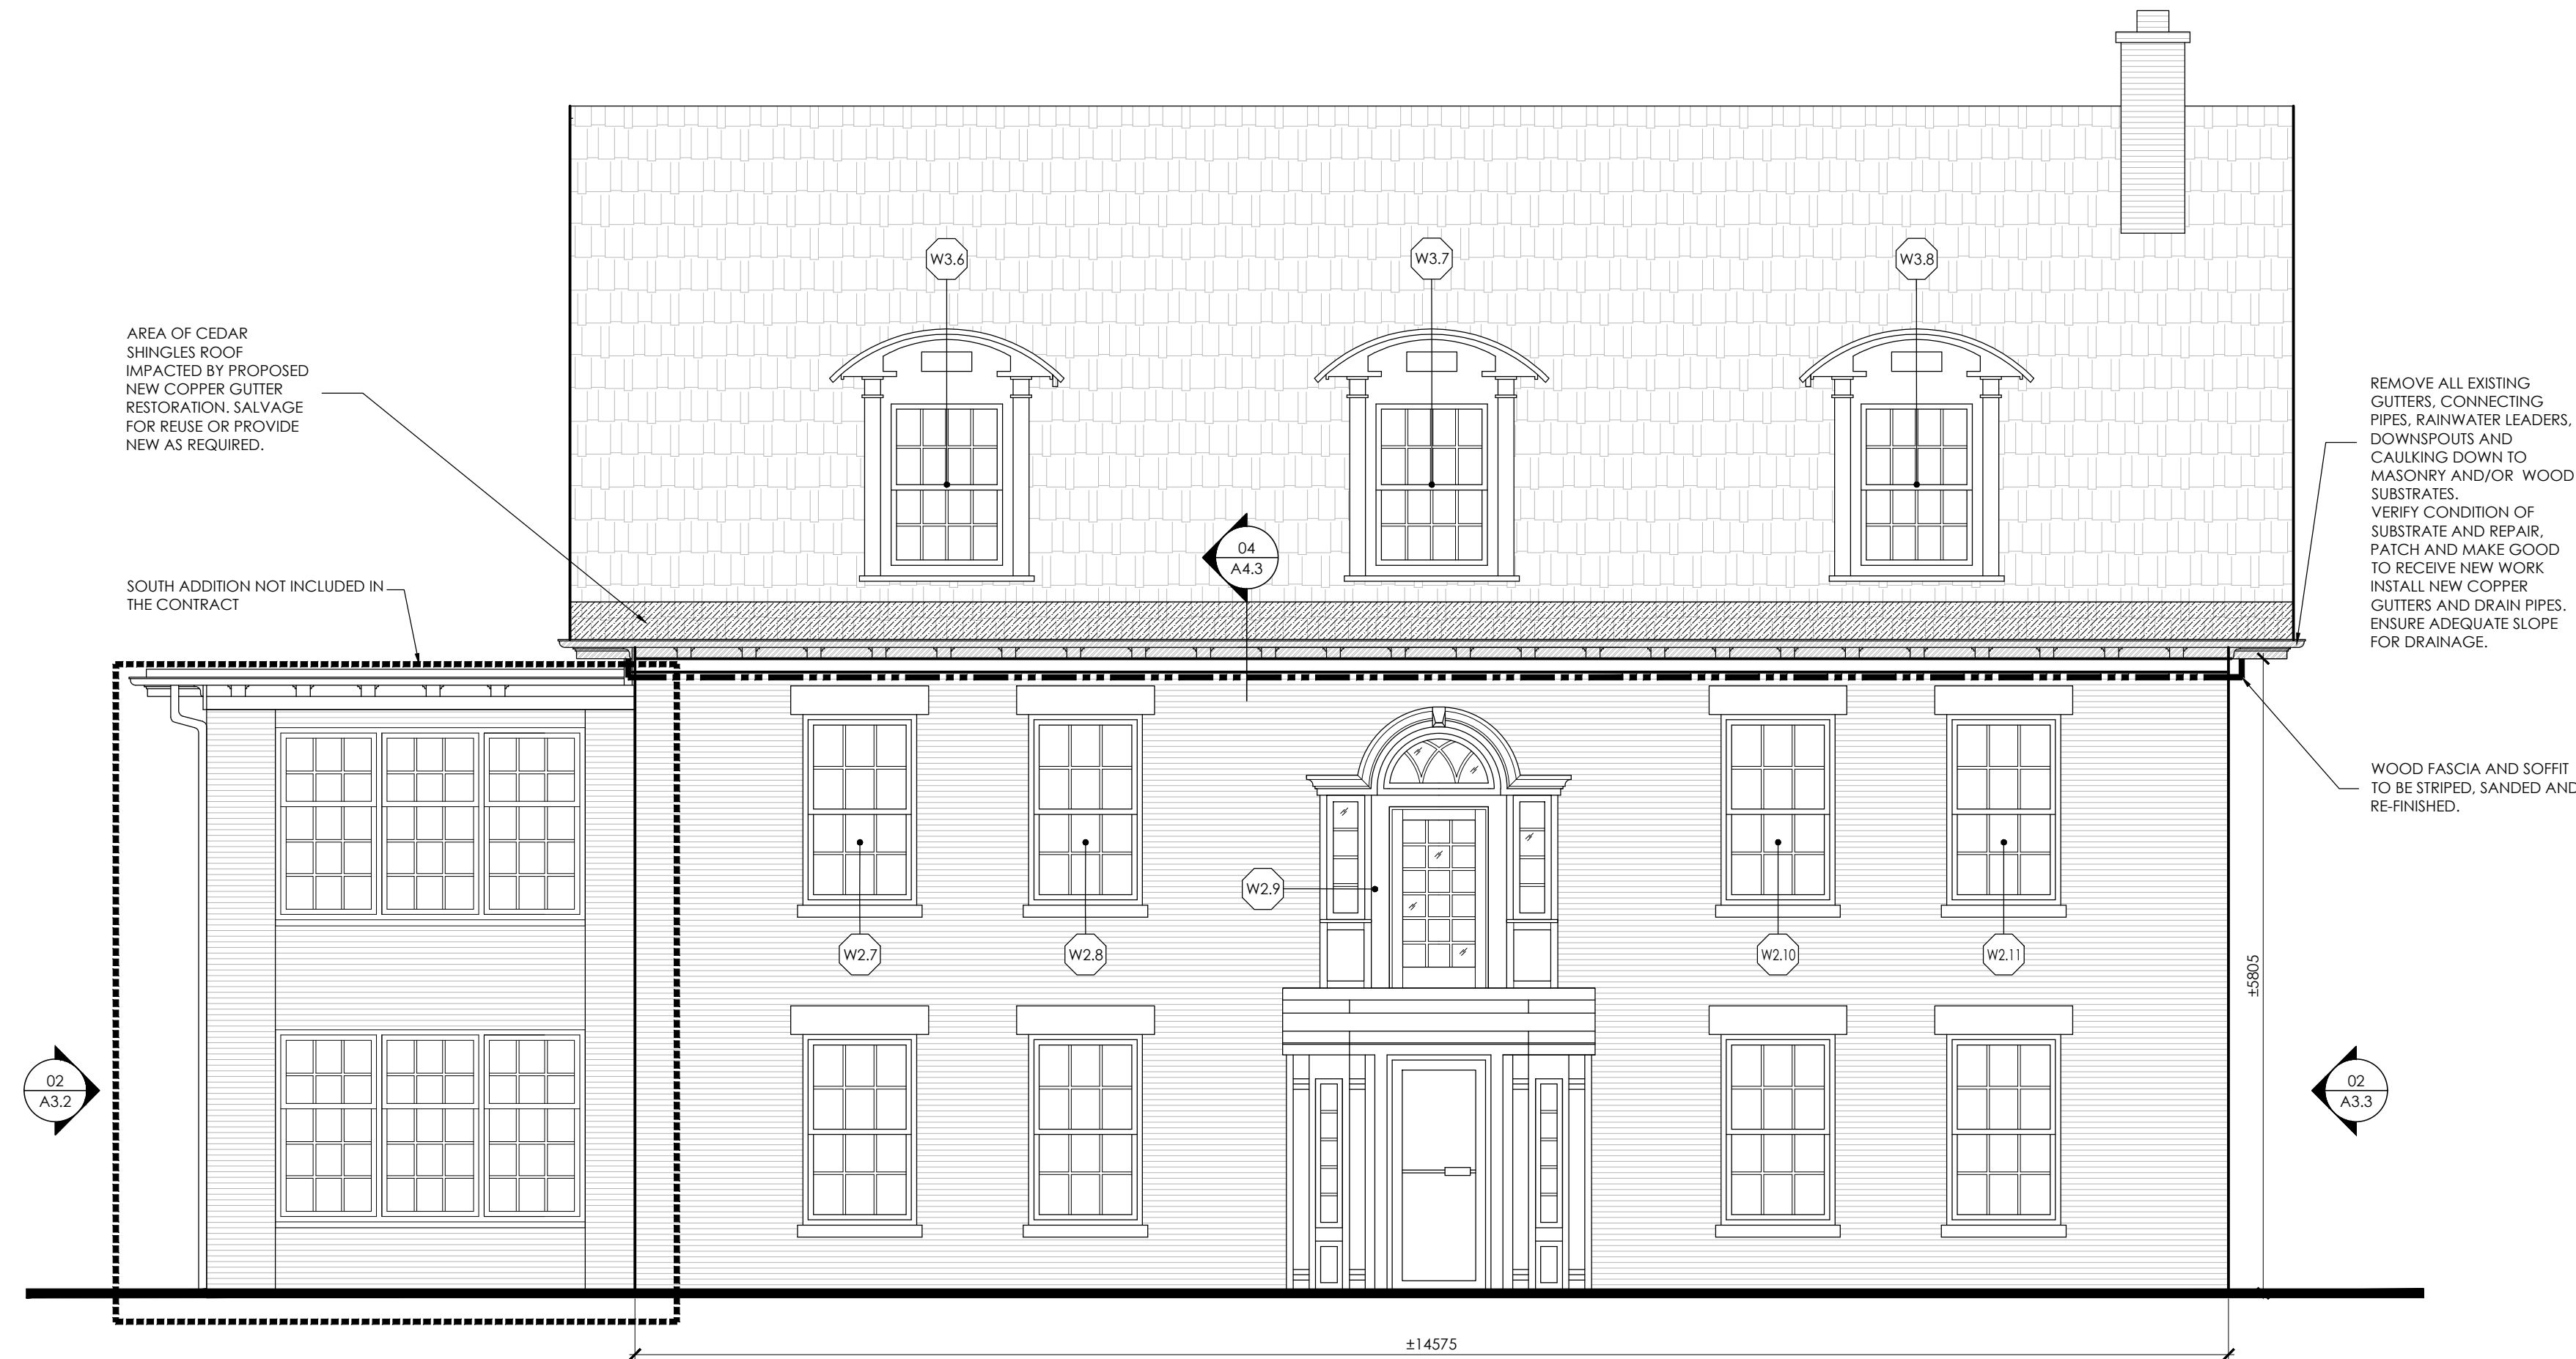 W3.6
W3.7
W3.8
AREA OF CEDAR
SHINGLES ROOF
IMPACTED BY PROPOSED
NEW COPPER GUTTER
RESTORATION. SALVAGE
FOR REUSE OR PROVIDE
NEW AS REQUIRED.
REMOVE ALL EXISTING
GUTTERS, CONNECTING
PIPES, RAINWATER LEADERS,
DOWNSPOUTS AND
CAULKING DOWN TO
MASONRY AND/OR WOOD
SUBSTRATES.
VERIFY CONDITION OF
SUBSTRATE AND REPAIR,
PATCH AND MAKE GOOD
TO RECEIVE NEW WORK
INSTALL NEW COPPER
GUTTERS AND DRAIN PIPES.
ENSURE ADEQUATE SLOPE
FOR DRAINAGE.
04
A4.3
SOUTH ADDITION NOT INCLUDED IN
THE CONTRACT
WOOD FASCIA AND SOFFIT
TO BE STRIPED, SANDED AND
RE-FINISHED.
W2.9
W2.7
W2.8
W2.10
W2.11
±5805
02
A3.2
02
A3.3
±14575